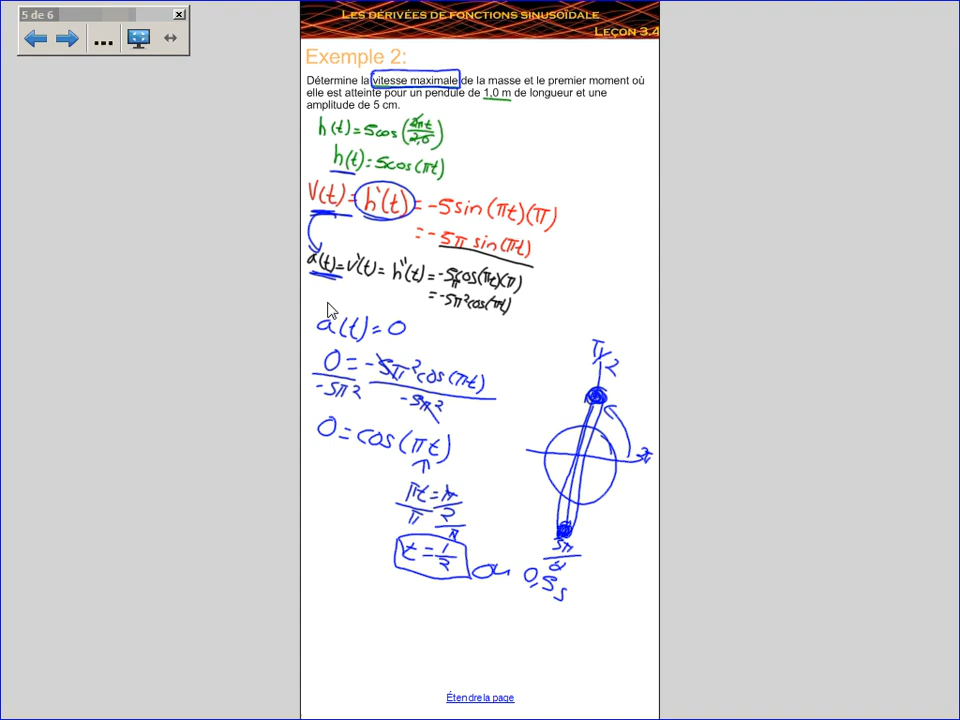 5 de 6
LES DÉRIVÉES DE FONCTIONS SINUSOÏDALE
LEÇON 3.4
Exemple 2:
Détermine la vitesse maximale de la masse et le premier moment où
elle est atteinte pour un pendule de 1,0 m de longueur et une
amplitude de 5 cm.
h(t)=5cos(2πt/2,0)
h(t)=5cos(πt)
V(t)=h'(t)=-5sin(πt)(π)
=-5π sin(πt)
a(t)=v'(t)=h''(t)=-5πcos(πt)(π)
=-5π²cos(πt)
a(t)=0
0/-5π² = -5π²cos(πt)/-5π²
0=cos(πt)
πt/π = π/2/π
t=1/2 ou 0,5s
π/2
Étendre la page